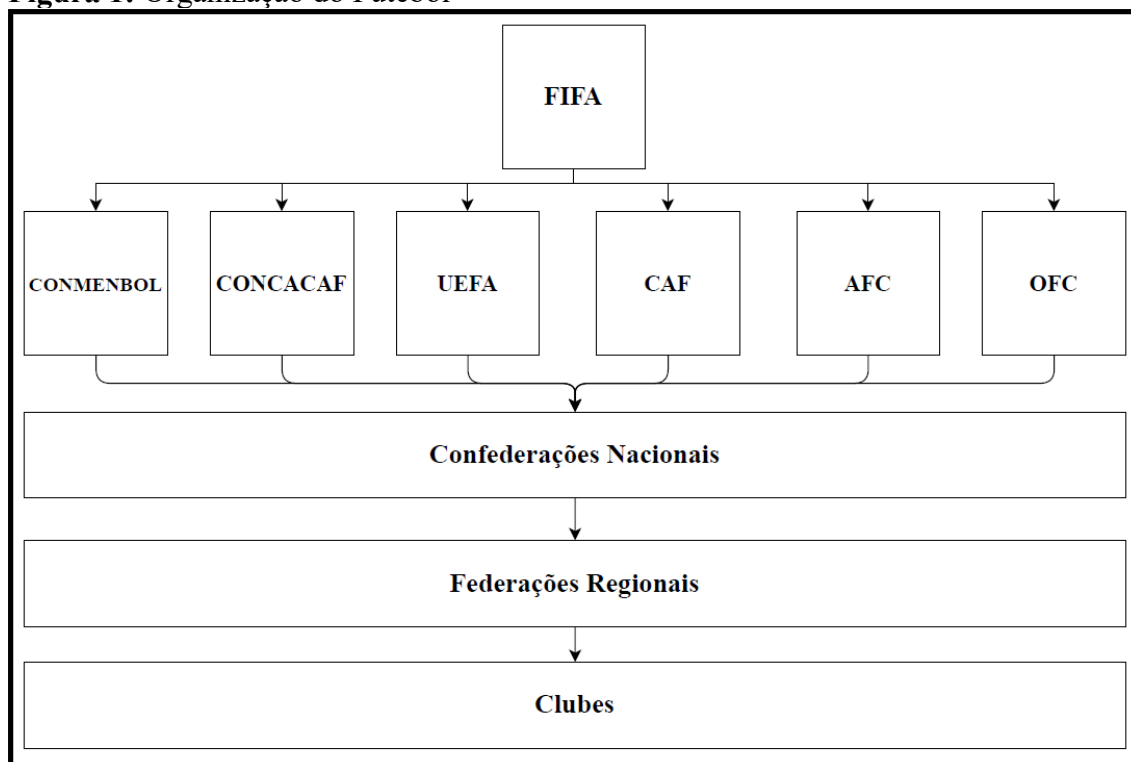 Figura 1: Organização do Futebol
FIFA
CONMENBOL
CONCACAF
UEFA
CAF
AFC
OFC
Confederações Nacionais
Federações Regionais
Clubes